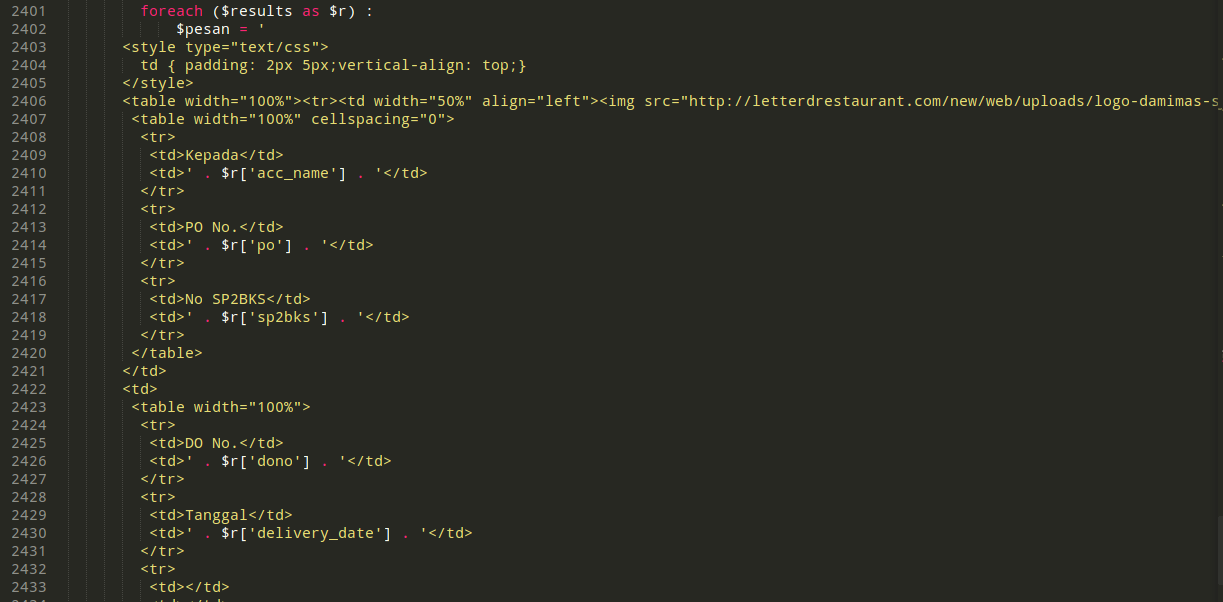 2401 foreach ($results as $r) :
2402 $pesan = '
2403 <style type="text/css">
2404 td { padding: 2px 5px;vertical-align: top;}
2405 </style>
2406 <table width="100%"><tr><td width="50%" align="left"><img src="http://letterdrestaurant.com/new/web/uploads/logo-damimas-s
2407 <table width="100%" cellspacing="0">
2408 <tr>
2409 <td>Kepada</td>
2410 <td>' . $r['acc_name'] . '</td>
2411 </tr>
2412 <tr>
2413 <td>PO No.</td>
2414 <td>' . $r['po'] . '</td>
2415 </tr>
2416 <tr>
2417 <td>No SP2BKS</td>
2418 <td>' . $r['sp2bks'] . '</td>
2419 </tr>
2420 </table>
2421 </td>
2422 <td>
2423 <table width="100%">
2424 <tr>
2425 <td>DO No.</td>
2426 <td>' . $r['dono'] . '</td>
2427 </tr>
2428 <tr>
2429 <td>Tanggal</td>
2430 <td>' . $r['delivery_date'] . '</td>
2431 </tr>
2432 <tr>
2433 <td></td>